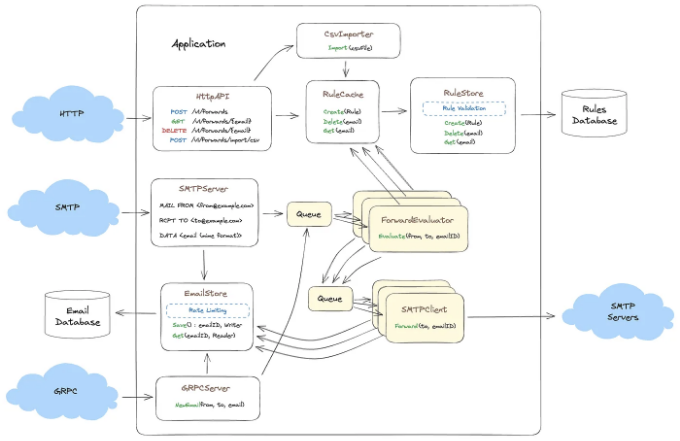 Application
CsvImporter
Import(csvFile)
HTTP
HttpAPI
POST /v1/forwards
GET /v1/forwards/{email}
DELETE /v1/forwards/{email}
POST /v1/forwards/import/csv
RuleCache
Create(Rule)
Delete(email)
Get(email)
RuleStore
Rule Validation
Create(Rule)
Delete(email)
Get(email)
Rules
Database
SMTP
SMTPServer
MAIL FROM <from@example.com>
RCPT TO <to@example.com>
DATA <email (mime format)>
Queue
ForwardEvaluator
Evaluate(from, to, emailID)
Email
Database
EmailStore
Rate Limiting
Save() : emailID, Writer
Get(emailID, Reader)
Queue
SMTPClient
Forward(to, emailID)
SMTP
Servers
GRPC
GRPCServer
NewEmail(from, to, email)